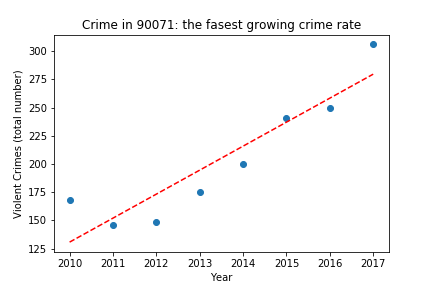 Crime in 90071: the fasest growing crime rate
Violent Crimes (total number)
300
275
250
225
200
175
150
125
2010 2011 2012 2013 2014 2015 2016 2017
Year